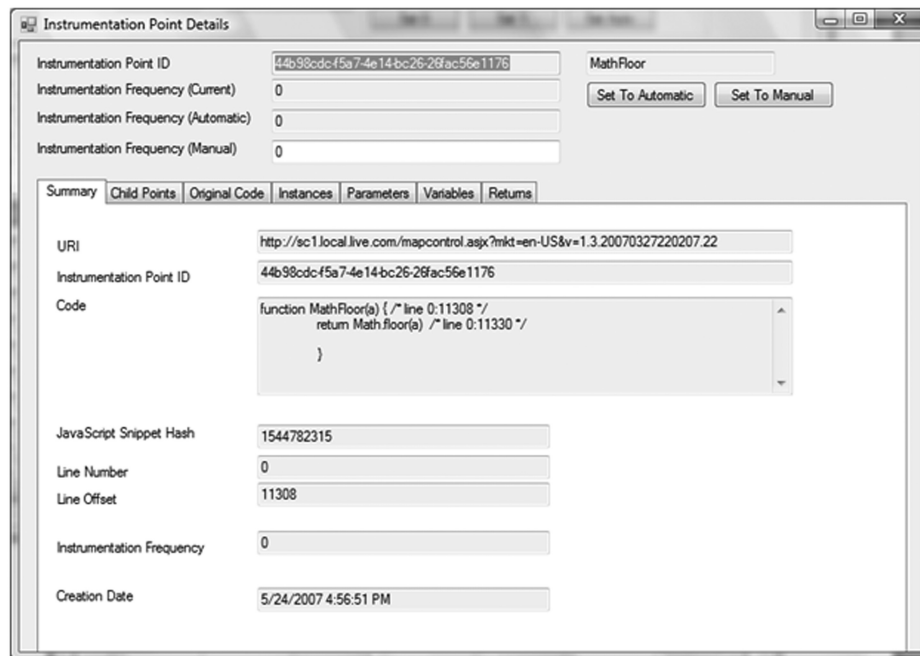 Instrumentation Point Details
Instrumentation Point ID 44b98cdc-f5a7-4e14-bc26-26fac56e1176 MathFloor
Instrumentation Frequency (Current) 0 Set To Automatic Set To Manual
Instrumentation Frequency (Automatic) 0
Instrumentation Frequency (Manual) 0
Summary Child Points Original Code Instances Parameters Variables Returns
URI http://sc1.local.live.com/mapcontrol.asjx?mkt=en-US&v=1.3.20070327220207.22
Instrumentation Point ID 44b98cdc-f5a7-4e14-bc26-26fac56e1176
Code function MathFloor(a) { /* line 0:11308 */
return Math.floor(a) /* line 0:11330 */
}
JavaScript Snippet Hash 1544782315
Line Number 0
Line Offset 11308
Instrumentation Frequency 0
Creation Date 5/24/2007 4:56:51 PM